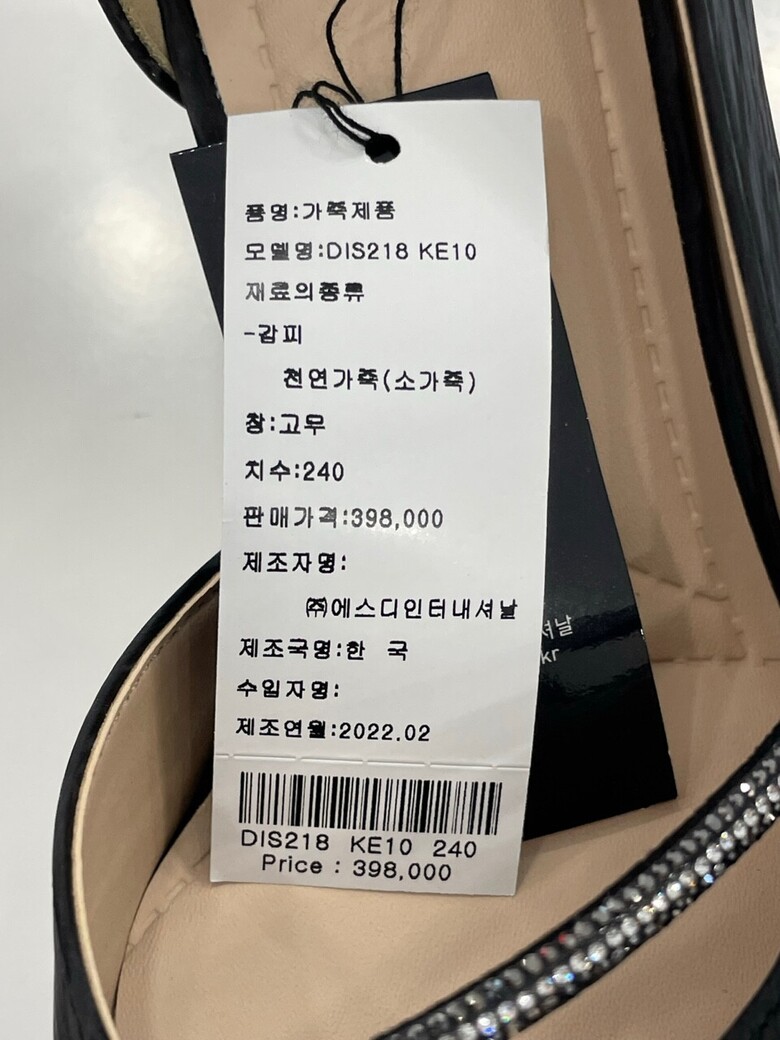 품명:가죽제품
모델명:DIS218 KE10
재료의종류
-갑피
천연가죽(소가죽)
창:고무
치수:240
판매가격:398,000
제조자명:
㈜에스디인터내셔날
제조국명:한 국
수입자명:
제조연월:2022.02
DIS218 KE10 240
Price : 398,000
셔날
kr